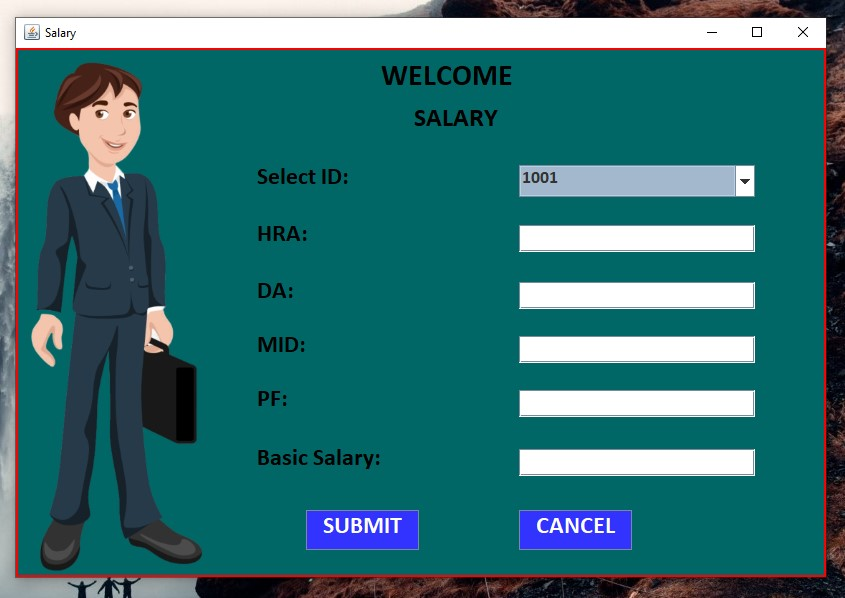 Salary
WELCOME
SALARY
Select ID: 1001
HRA:
DA:
MID:
PF:
Basic Salary:
SUBMIT CANCEL